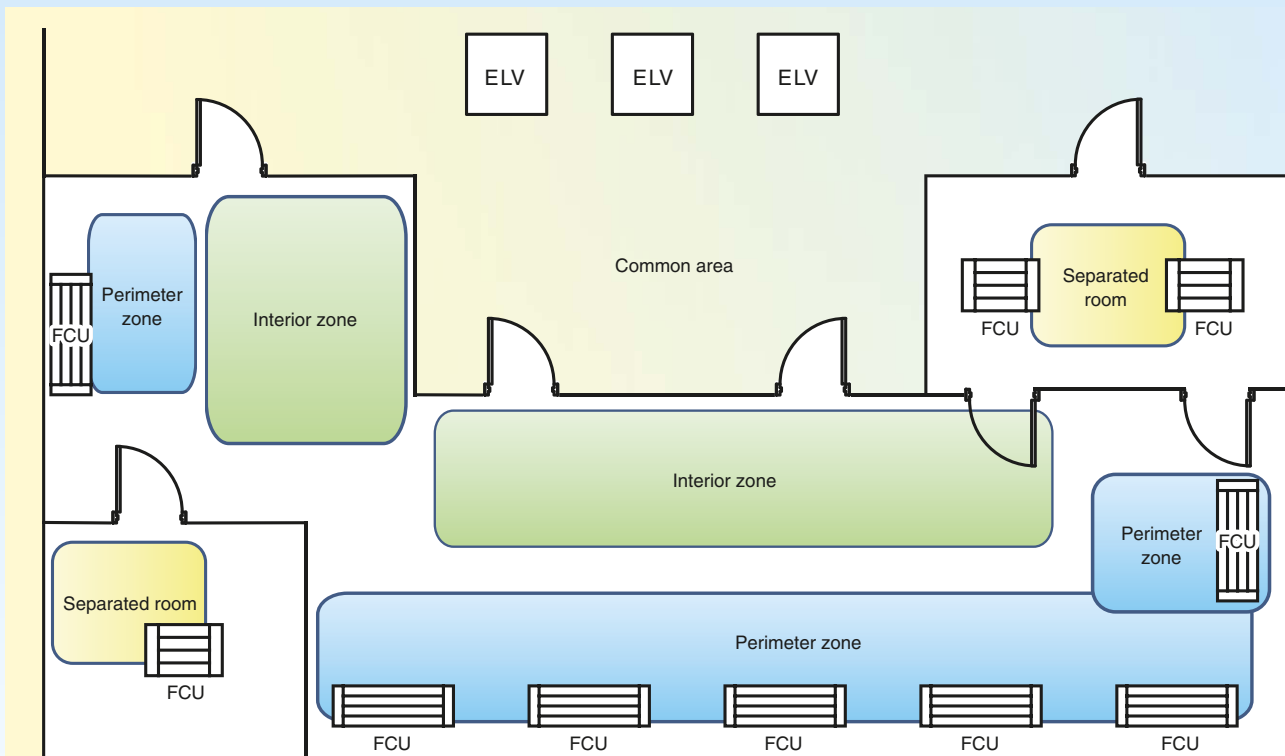 ELV
ELV
ELV
Common area
Perimeter
zone
FCU
Interior zone
Separated
room
FCU
FCU
Interior zone
Perimeter
zone
FCU
Separated room
FCU
Perimeter zone
FCU
FCU
FCU
FCU
FCU